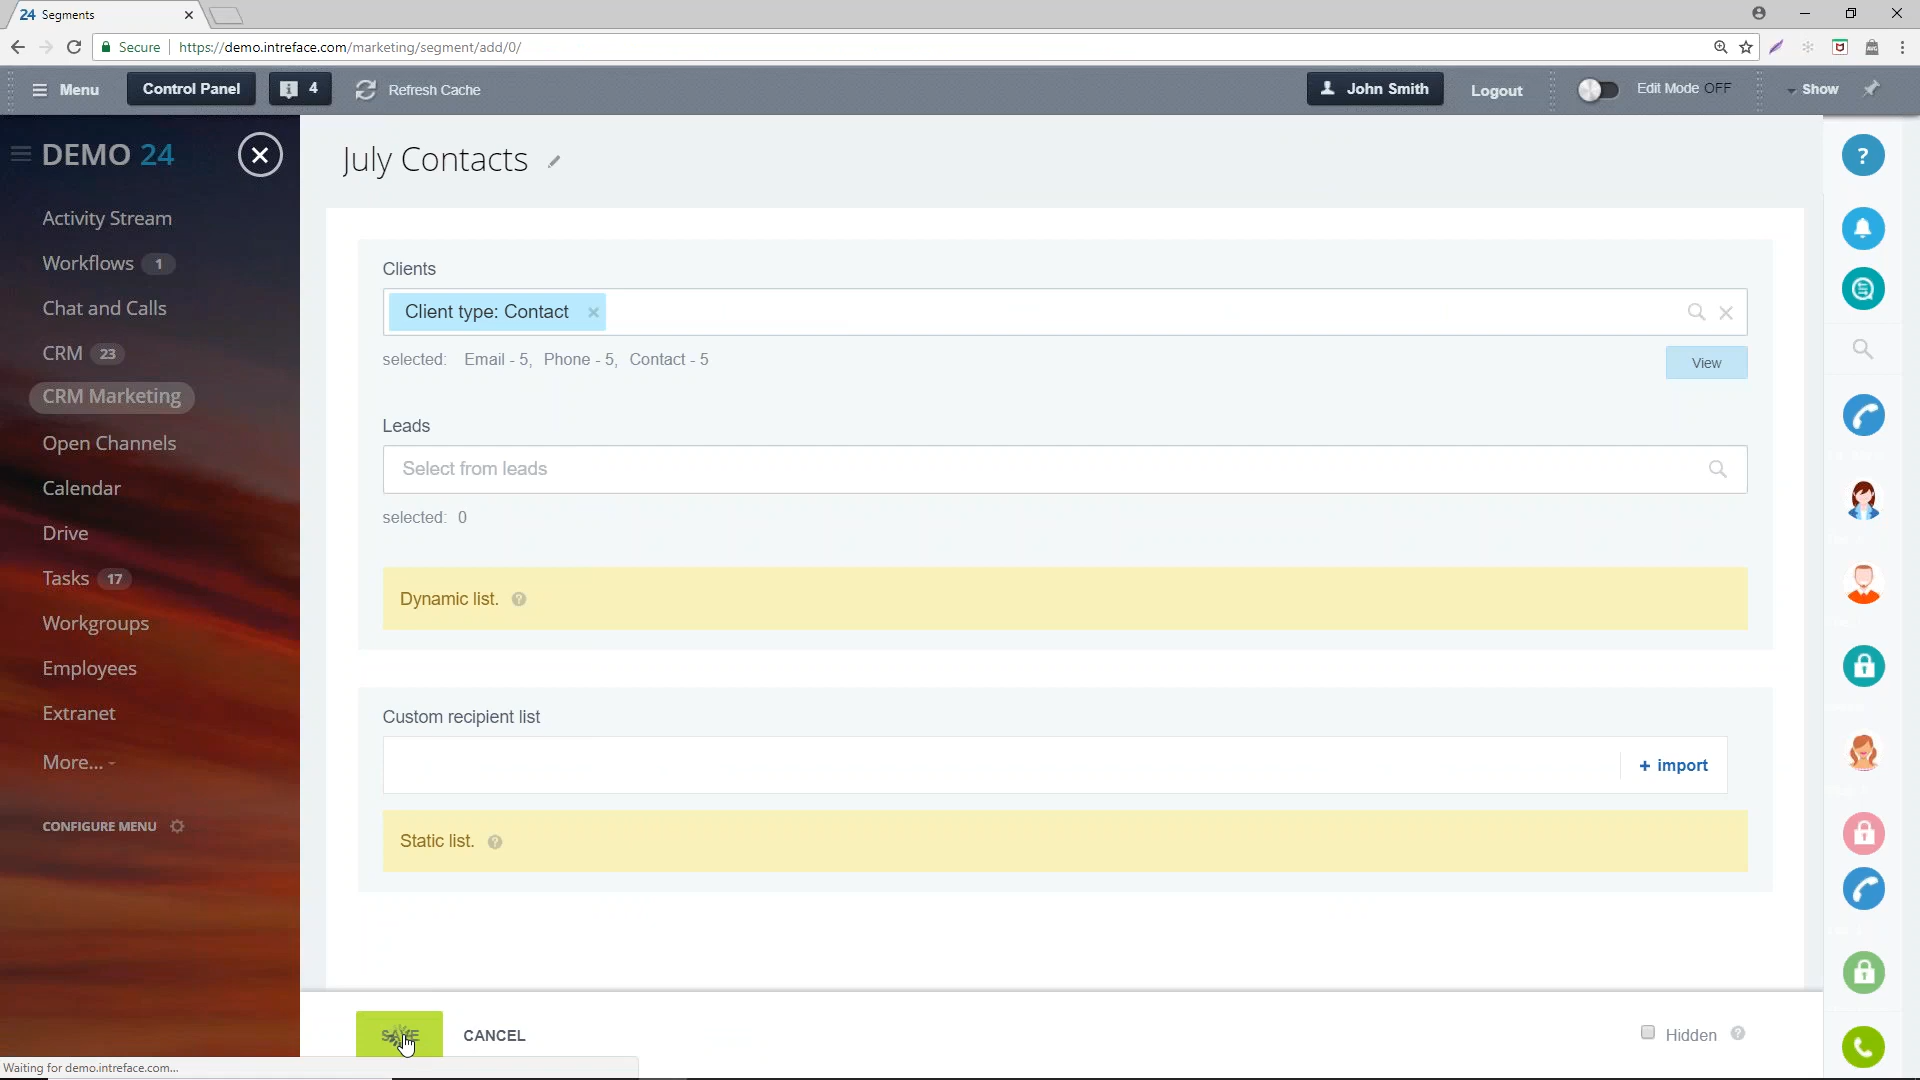 24 Segments
Secure https://demo.intreface.com/marketing/segment/add/0/
Menu Control Panel 4 Refresh Cache John Smith Logout Edit Mode OFF Show
DEMO 24
Activity Stream
Workflows 1
Chat and Calls
CRM 23
CRM Marketing
Open Channels
Calendar
Drive
Tasks 17
Workgroups
Employees
Extranet
More...
CONFIGURE MENU
July Contacts
Clients
Client type: Contact
selected: Email - 5, Phone - 5, Contact - 5
View
Leads
Select from leads
selected: 0
Dynamic list. ?
Custom recipient list
+ import
Static list. ?
SAVE CANCEL
Hidden ?
?
Waiting for demo.intreface.com...